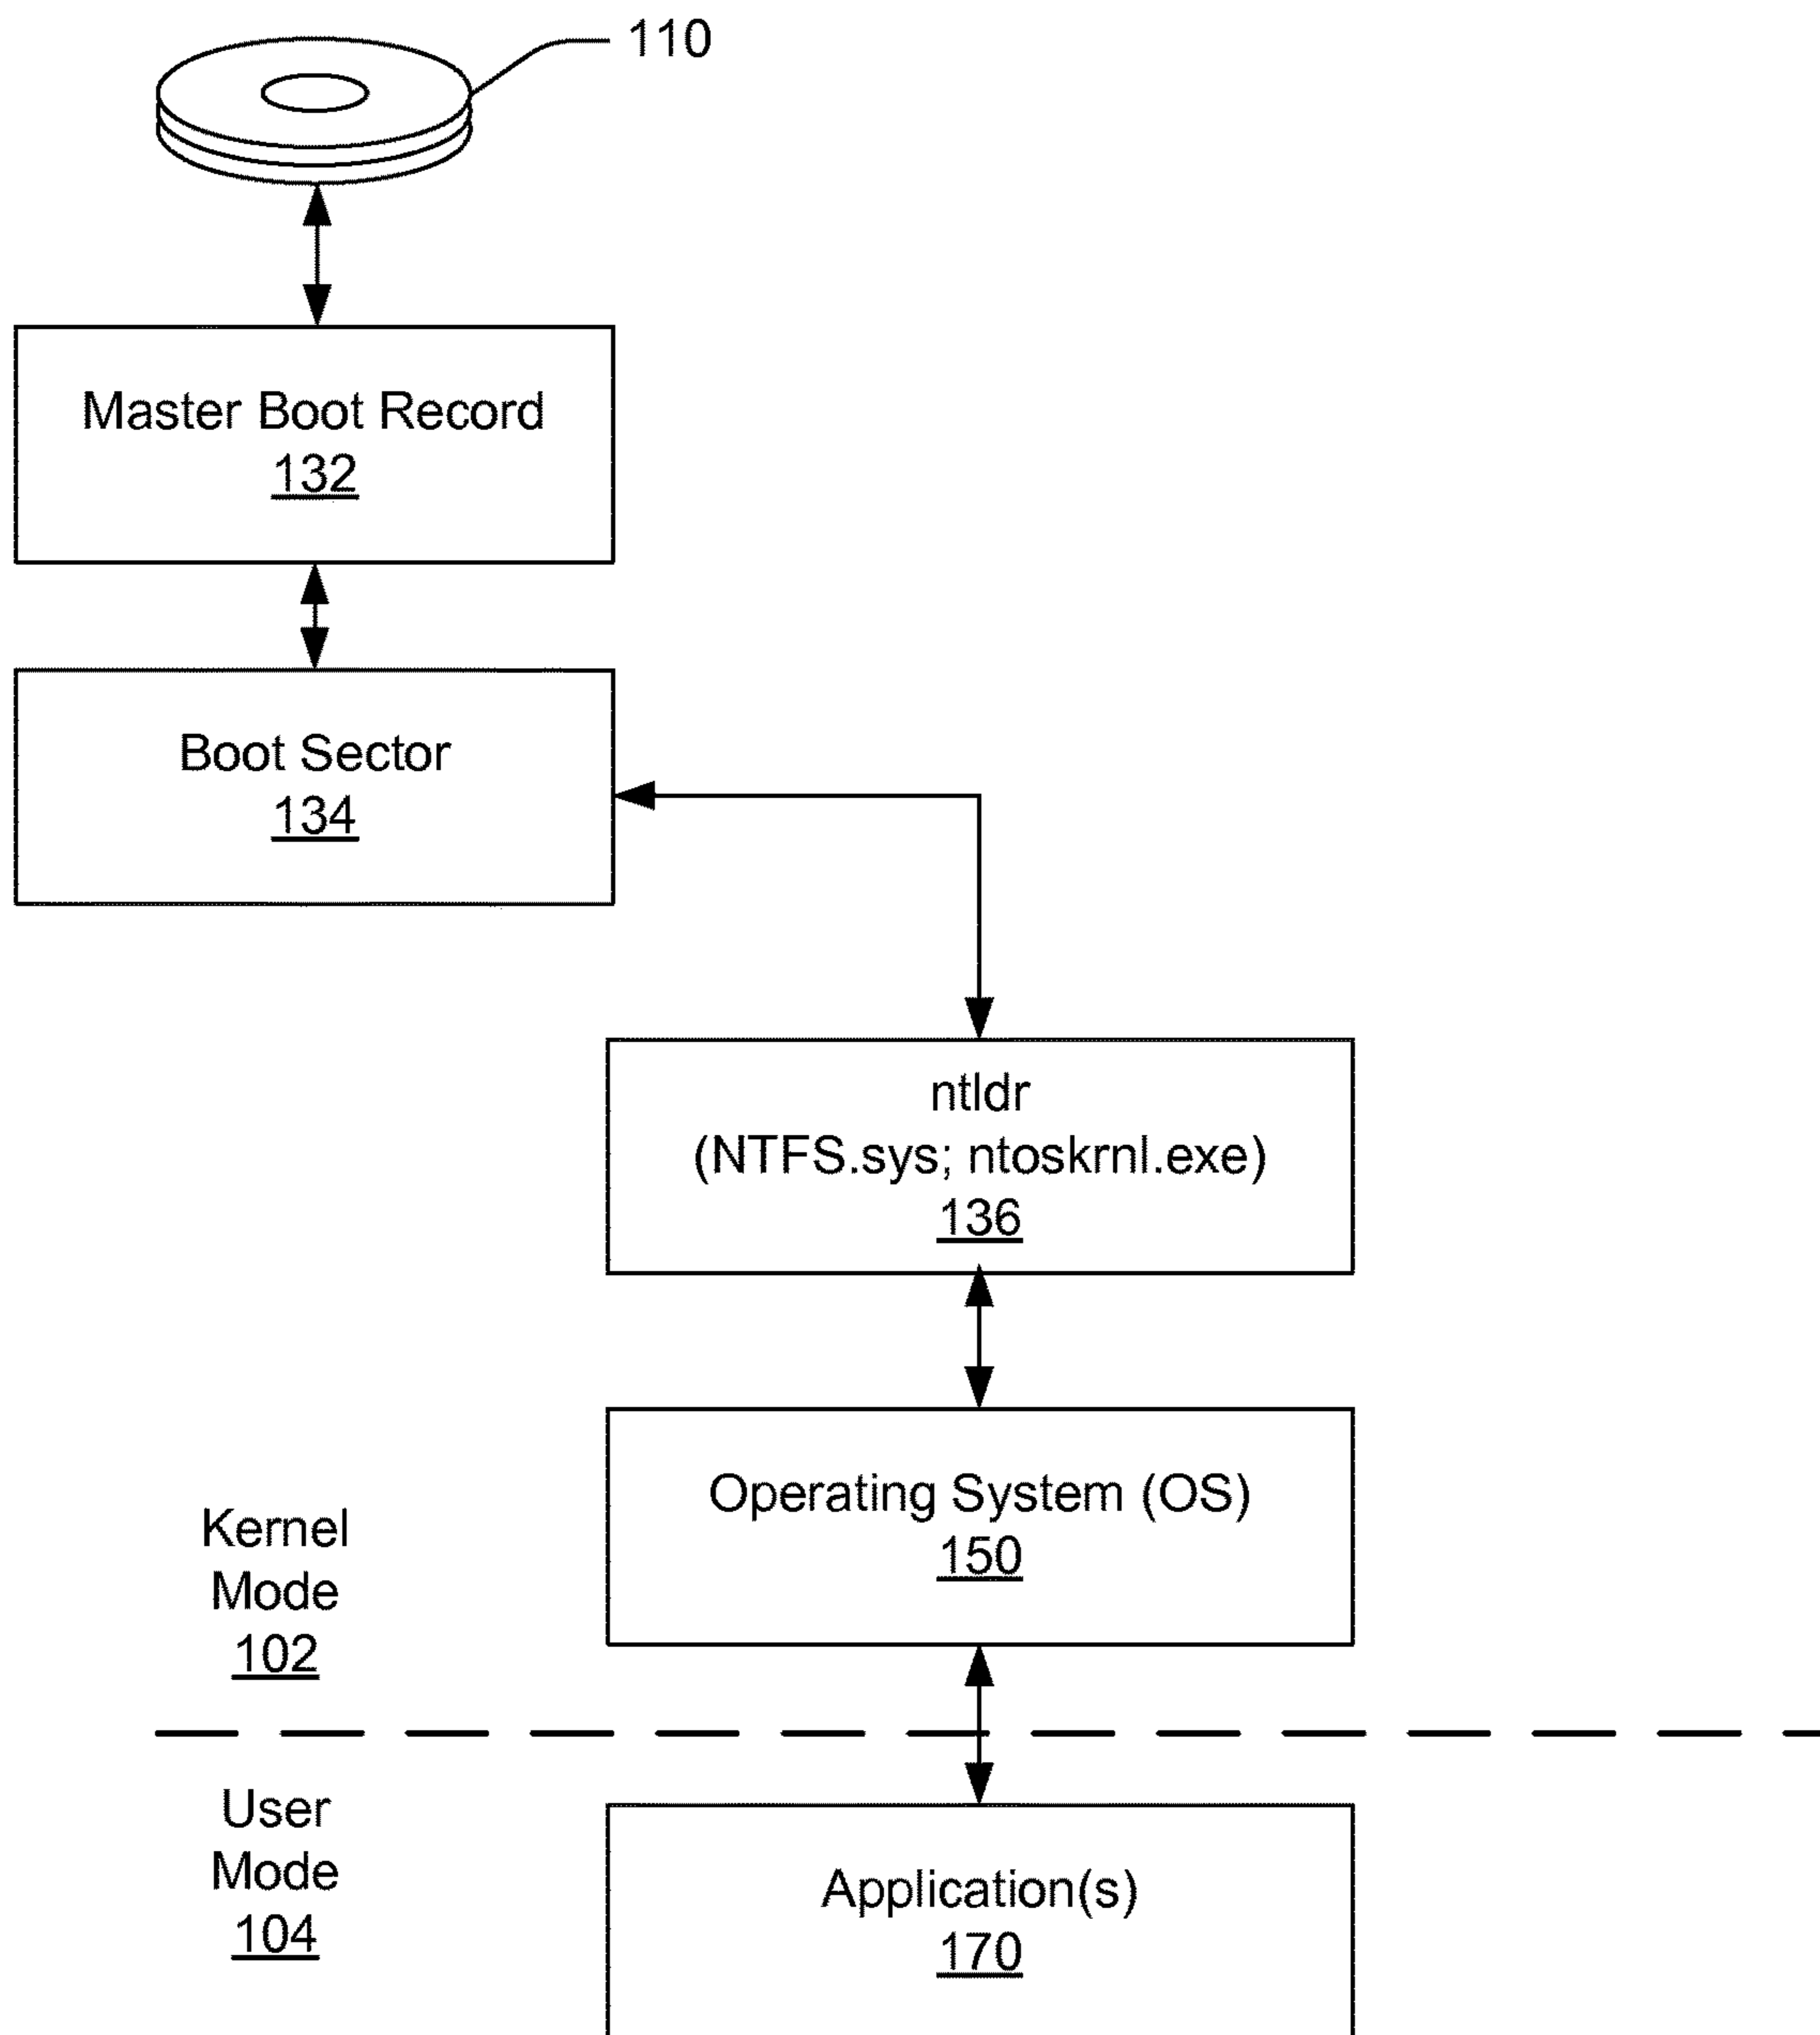 110
Master Boot Record
132
Boot Sector
134
ntldr
(NTFS.sys; ntoskrnl.exe)
136
Operating System (OS)
150
Kernel
Mode
102
User
Mode
104
Application(s)
170